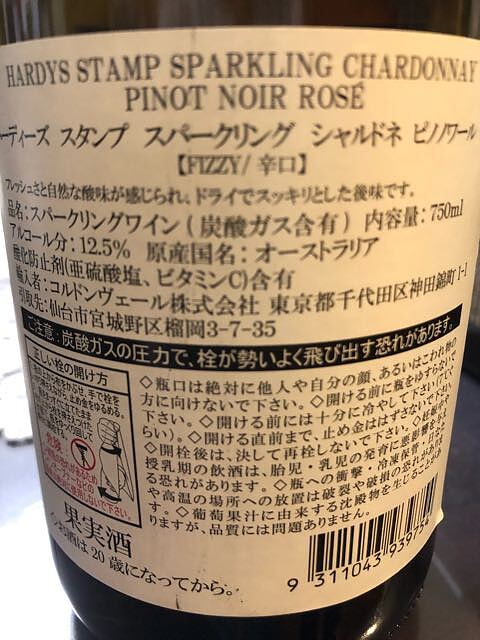 HARDYS STAMP SPARKLING CHARDONNAY
PINOT NOIR ROSÉ
ーディーズ スタンプ スパークリング シャルドネ ピノノワール
【FIZZY/辛口】
フレッシュさと自然な酸味が感じられ、ドライでスッキリとした後味です。
品名：スパークリングワイン(炭酸ガス含有) 内容量：750ml
アルコール分：12.5% 原産国名：オーストラリア
酸化防止剤(亜硫酸塩、ビタミンC)含有
輸入者：コルドンヴェール株式会社 東京都千代田区神田錦町1-1
引取先：仙台市宮城野区榴岡3-7-35
ご注意：炭酸ガスの圧力で、栓が勢いよく飛び出す恐れがあります。
正しい栓の開け方
危険
◇瓶口は絶対に他人や自分の顔、あるいはこわれ物の
方に向けないで下さい。◇開ける前に瓶をゆすらないで
下さい。◇開ける前には十分に冷やして下さい
らい)。◇開ける直前まで、止め金ははずさないで下さい。
◇開栓後は、決して再栓しないで下さい。◇妊娠中や
授乳期の飲酒は、胎児・乳児の発育に悪影響を
る恐れがあります。◇瓶への衝撃・冷凍保管・日なた
や高温の場所への放置は破裂や破損の恐れがありま
す。◇葡萄果汁に由来する沈殿物を生じることがあ
りますが、品質には問題ありません。
果実酒
お酒は20歳になってから。
9 311043 939754